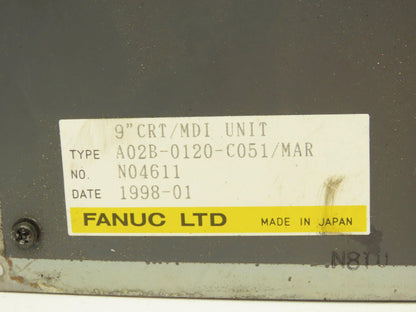 9"CRT/MDI UNIT
TYPE A02B-0120-C051/MAR
NO. N04611
DATE 1998-01
FANUC LTD MADE IN JAPAN